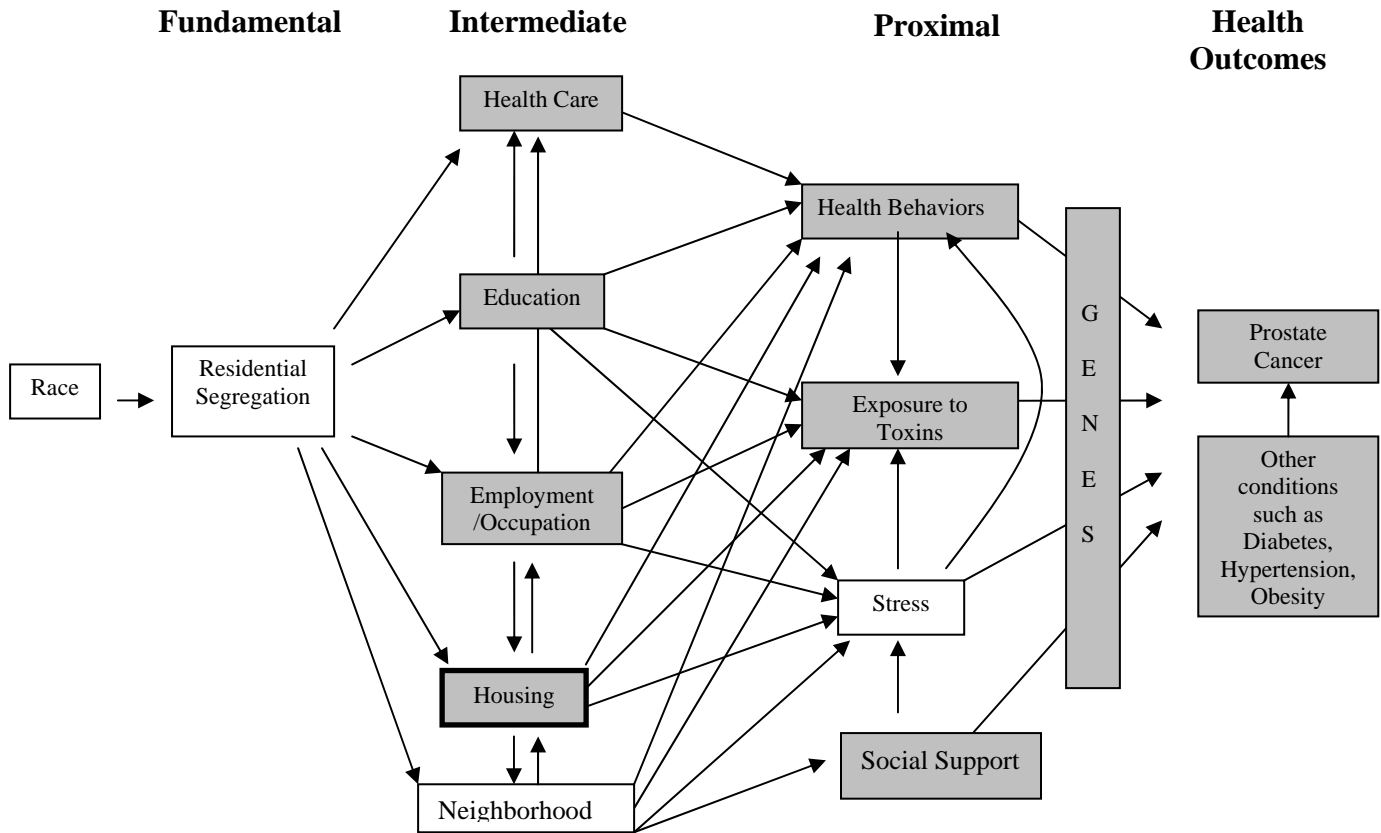 Fundamental
Intermediate
Proximal
Health
Outcomes
Health Care
Health Behaviors
Education
G
E
N
E
S
Prostate
Cancer
Race
Residential
Segregation
Exposure to
Toxins
Employment
/Occupation
Other
conditions
such as
Diabetes,
Hypertension,
Obesity
Stress
Housing
Social Support
Neighborhood